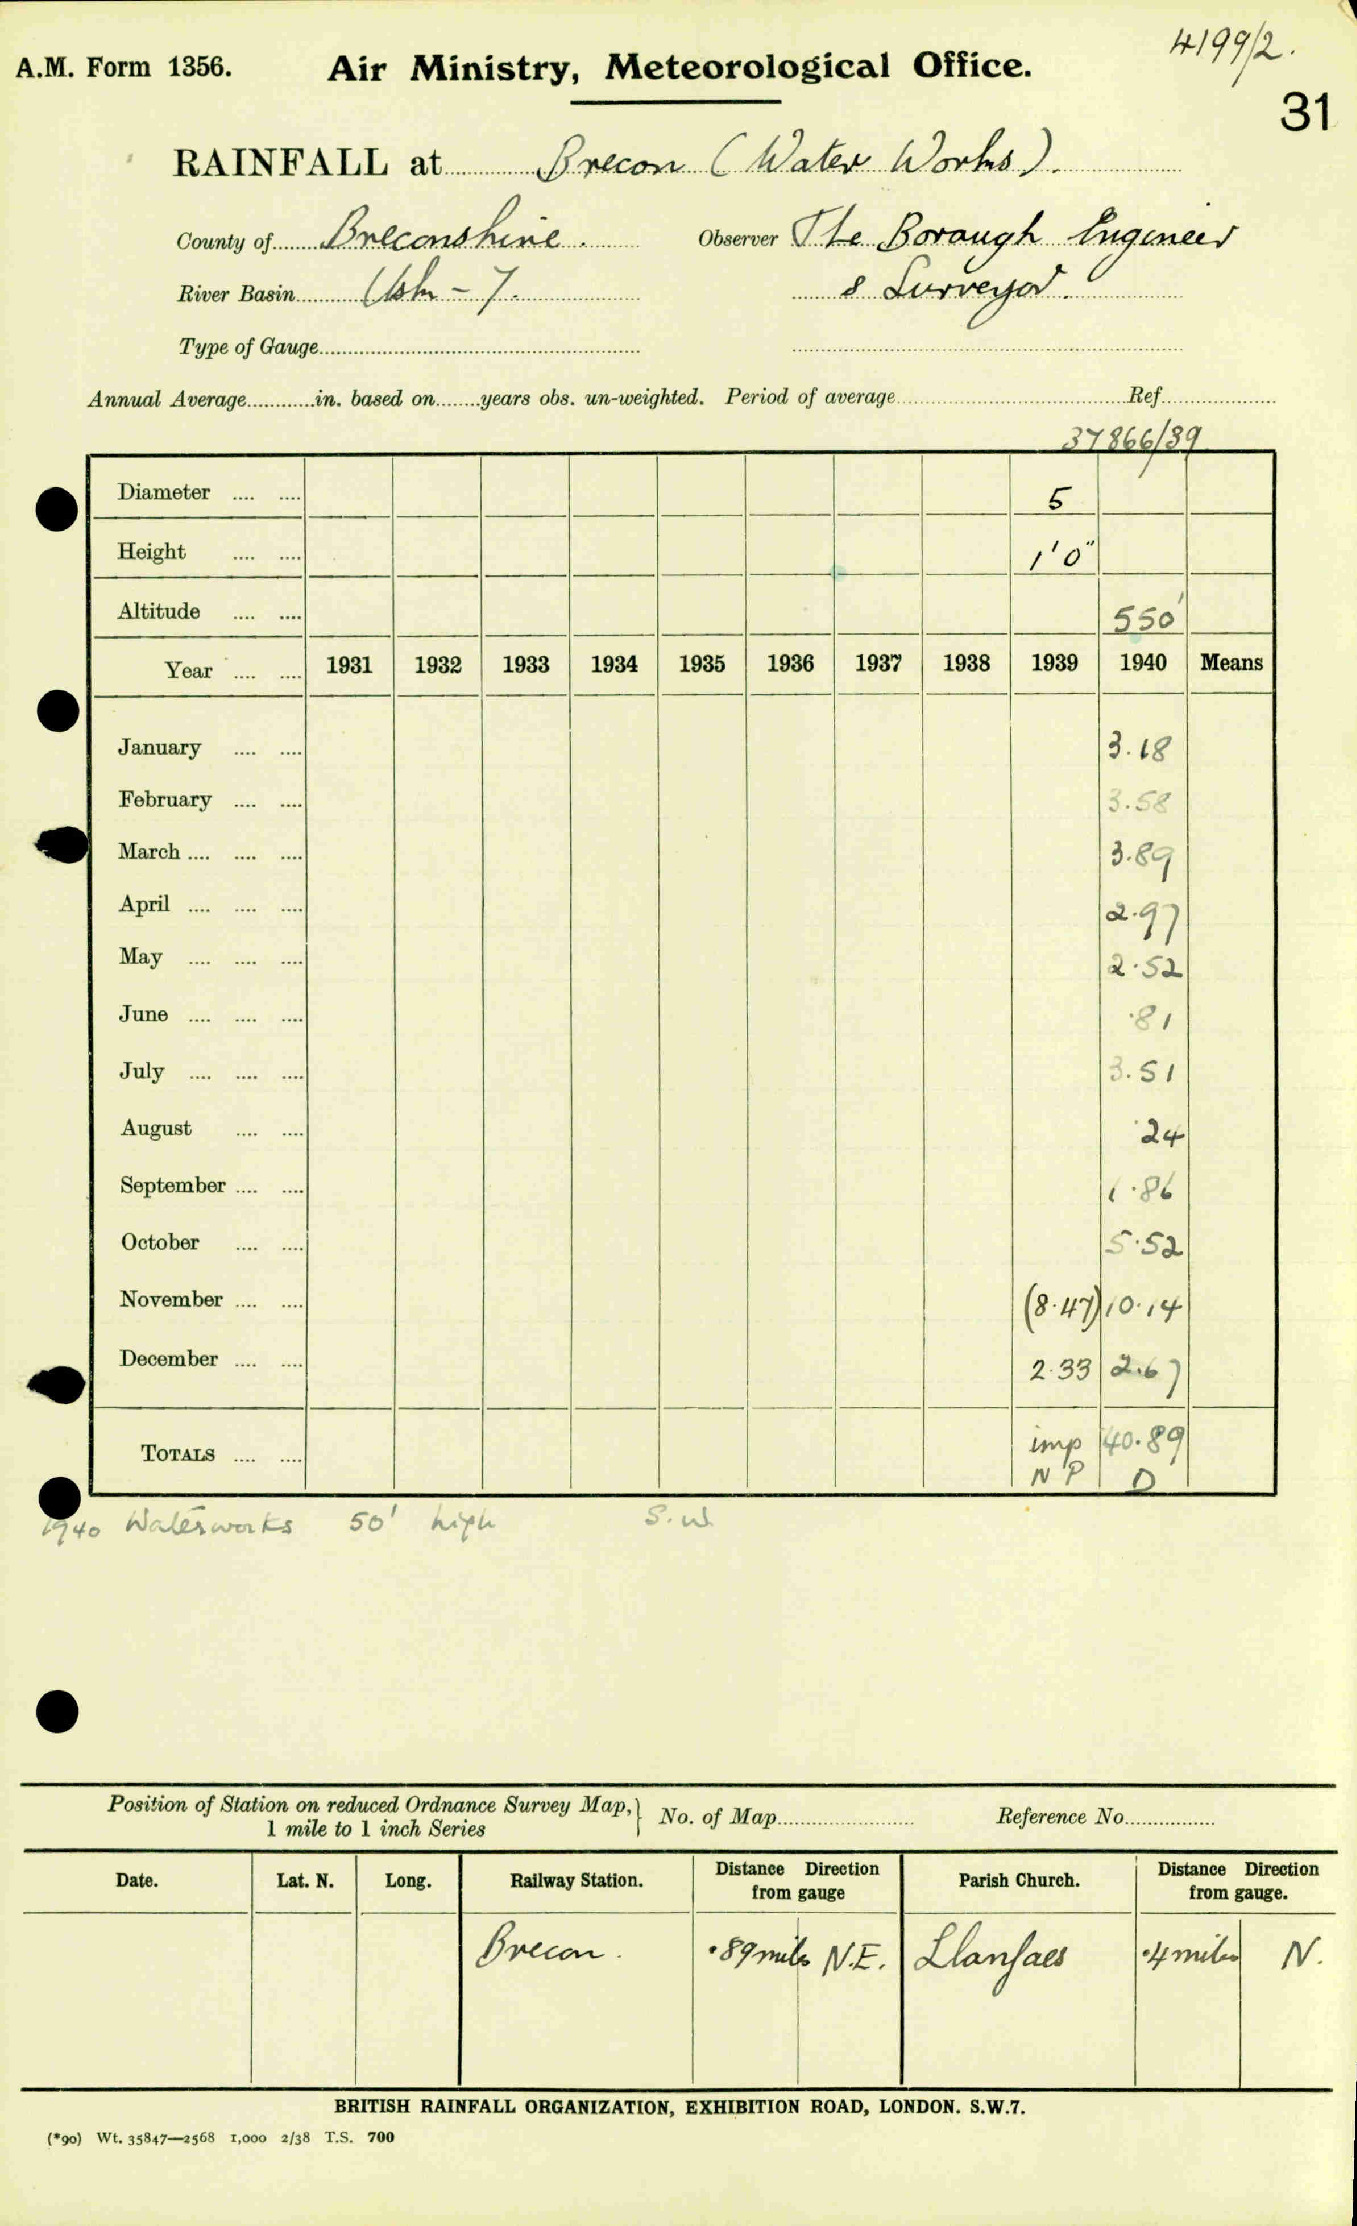 4199/2.
A.M. Form 1356. Air Ministry, Meteorological Office.
31
RAINFALL at Brecon (Water Works).
County of Breconshire. Observer The Borough Engineer
River Basin Usk - 7. & Surveyor.
Type of Gauge
Annual Average in. based on years obs. un-weighted. Period of average Ref.
37866/39
Diameter 5
Height 1'0"
Altitude 550'
Year 1931 1932 1933 1934 1935 1936 1937 1938 1939 1940 Means
January 3.18
February 3.58
March 3.89
April 2.97
May 2.52
June .81
July 3.51
August .24
September 1.86
October 5.52
November (8.47) 10.14
December 2.33 2.67
TOTALS imp 40.89
N P D
1940 Waterworks 50' high S.W.
Position of Station on reduced Ordnance Survey Map, No. of Map Reference No.
1 mile to 1 inch Series
Date. Lat. N. Long. Railway Station. Distance Direction from gauge Parish Church. Distance Direction from gauge.
Brecon. .89 miles N.E. Llanfaes .4 miles N.
BRITISH RAINFALL ORGANIZATION, EXHIBITION ROAD, LONDON. S.W.7.
(*90) Wt. 35847—2568 1,000 2/38 T.S. 700